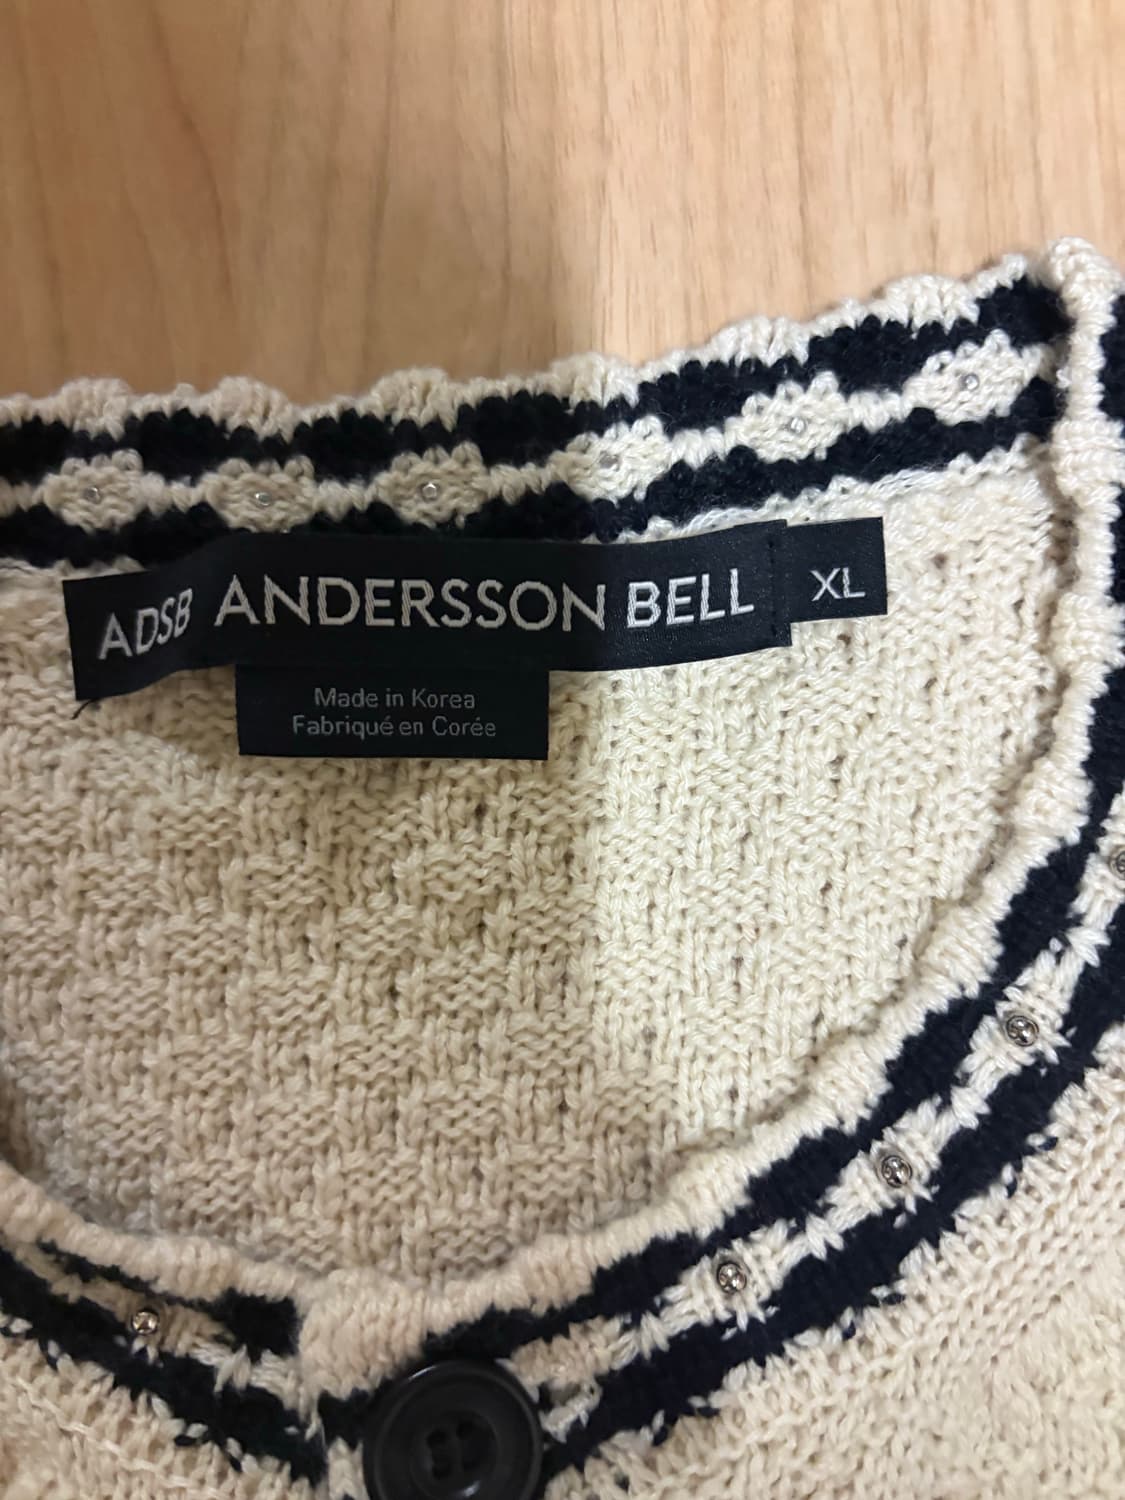 ADSB ANDERSSON BELL
XL
Made in Korea
Fabriqué en Corée